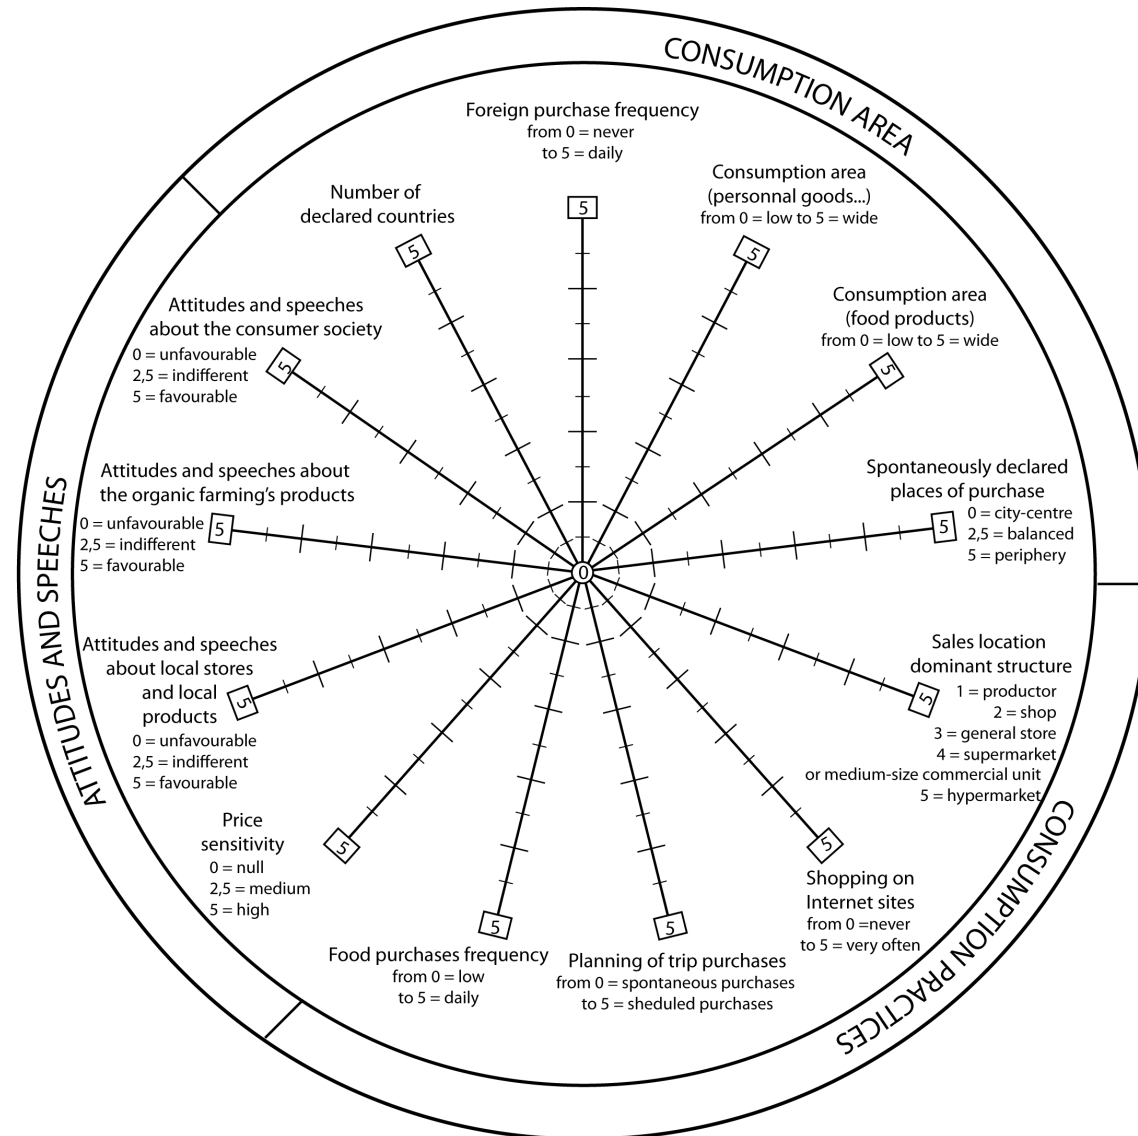 CONSUMPTION AREA
Foreign purchase frequency
from 0 = never
to 5 = daily
5
Consumption area
(personnal goods...)
from 0 = low to 5 = wide
5
Consumption area
(food products)
from 0 = low to 5 = wide
5
Spontaneously declared
places of purchase
0 = city-centre
2,5 = balanced
5 = periphery
5
Sales location
dominant structure
1 = productor
2 = shop
3 = general store
4 = supermarket
or medium-size commercial unit
5 = hypermarket
5
CONSUMPTION PRACTICES
Shopping on
Internet sites
from 0 =never
to 5 = very often
5
Planning of trip purchases
from 0 = spontaneous purchases
to 5 = sheduled purchases
5
Food purchases frequency
from 0 = low
to 5 = daily
5
Price
sensitivity
0 = null
2,5 = medium
5 = high
5
ATTITUDES AND SPEECHES
Attitudes and speeches
about local stores
and local
products
0 = unfavourable
2,5 = indifferent
5 = favourable
5
Attitudes and speeches about
the organic farming's products
0 = unfavourable
2,5 = indifferent
5 = favourable
5
Attitudes and speeches
about the consumer society
0 = unfavourable
2,5 = indifferent
5 = favourable
5
Number of
declared countries
5
0